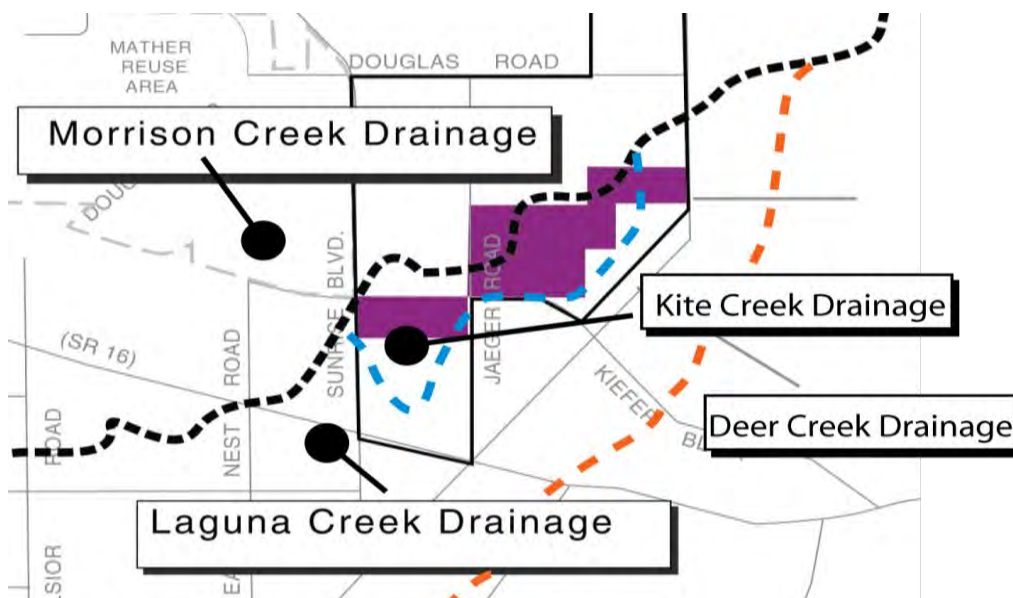 MATHER
REUSE
AREA
DOUGLAS ROAD
Morrison Creek Drainage
SUNRISE BLVD.
JAEGER ROAD
Kite Creek Drainage
(SR 16)
NEST ROAD
KIEFER
Deer Creek Drainage
ROAD
Laguna Creek Drainage